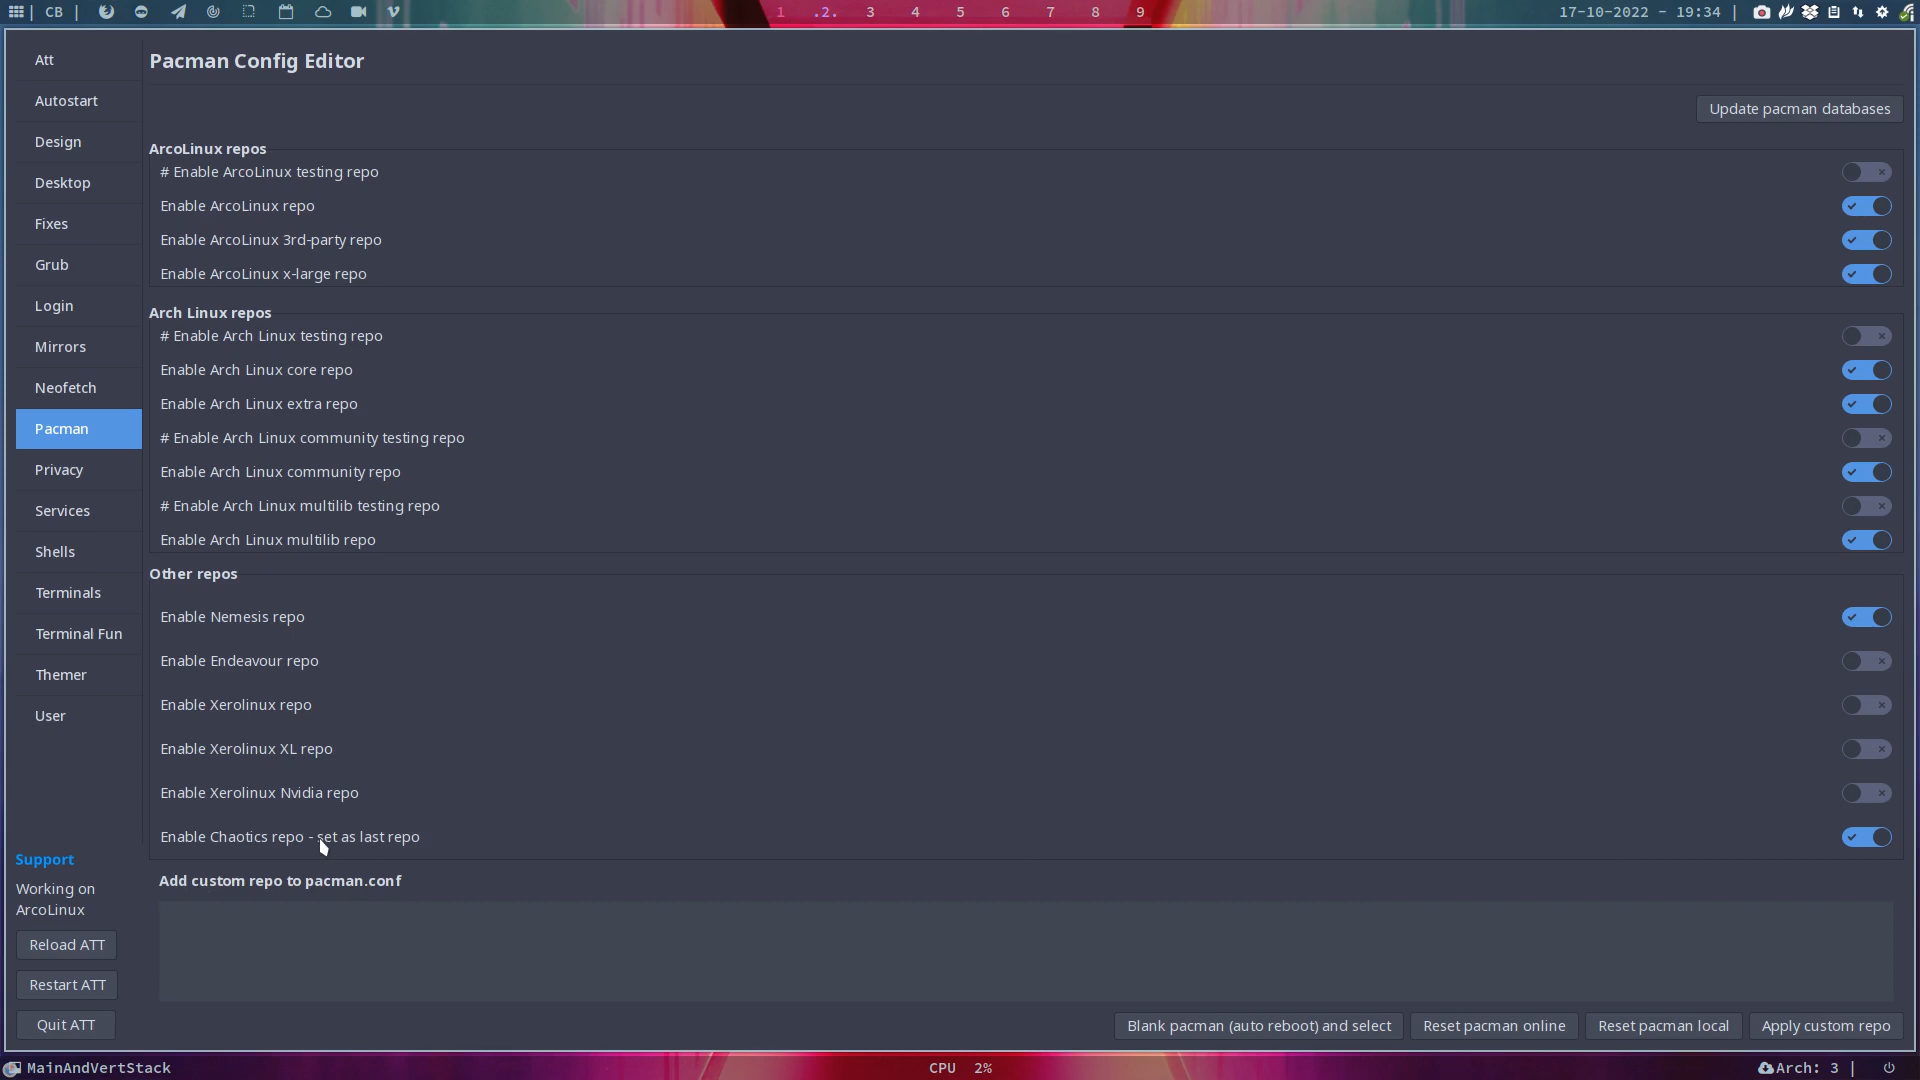 | CB |
1 .2. 3 4 5 6 7 8 9
17-10-2022 - 19:34 |
Att
Autostart
Design
Desktop
Fixes
Grub
Login
Mirrors
Neofetch
Pacman
Privacy
Services
Shells
Terminals
Terminal Fun
Themer
User
Support
Working on
ArcoLinux
Reload ATT
Restart ATT
Quit ATT
Pacman Config Editor
Update pacman databases
ArcoLinux repos
# Enable ArcoLinux testing repo
Enable ArcoLinux repo
Enable ArcoLinux 3rd-party repo
Enable ArcoLinux x-large repo
Arch Linux repos
# Enable Arch Linux testing repo
Enable Arch Linux core repo
Enable Arch Linux extra repo
# Enable Arch Linux community testing repo
Enable Arch Linux community repo
# Enable Arch Linux multilib testing repo
Enable Arch Linux multilib repo
Other repos
Enable Nemesis repo
Enable Endeavour repo
Enable Xerolinux repo
Enable Xerolinux XL repo
Enable Xerolinux Nvidia repo
Enable Chaotics repo - set as last repo
Add custom repo to pacman.conf
Blank pacman (auto reboot) and select
Reset pacman online
Reset pacman local
Apply custom repo
MainAndVertStack
CPU 2%
Arch: 3 |